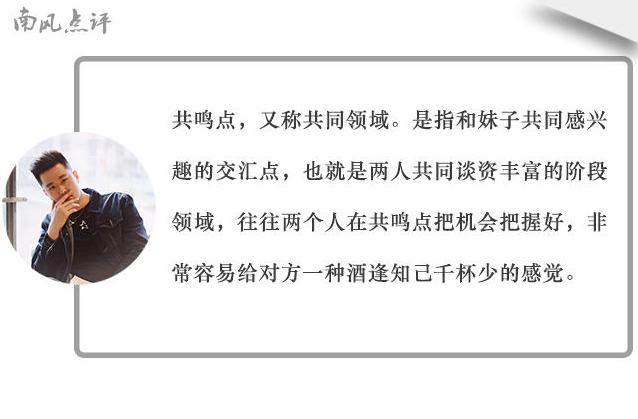 南风点评
共鸣点，又称共同领域。是指和妹子共同感兴
趣的交汇点，也就是两人共同谈资丰富的阶段
领域，往往两个人在共鸣点把机会把握好，非
常容易给对方一种酒逢知己千杯少的感觉。